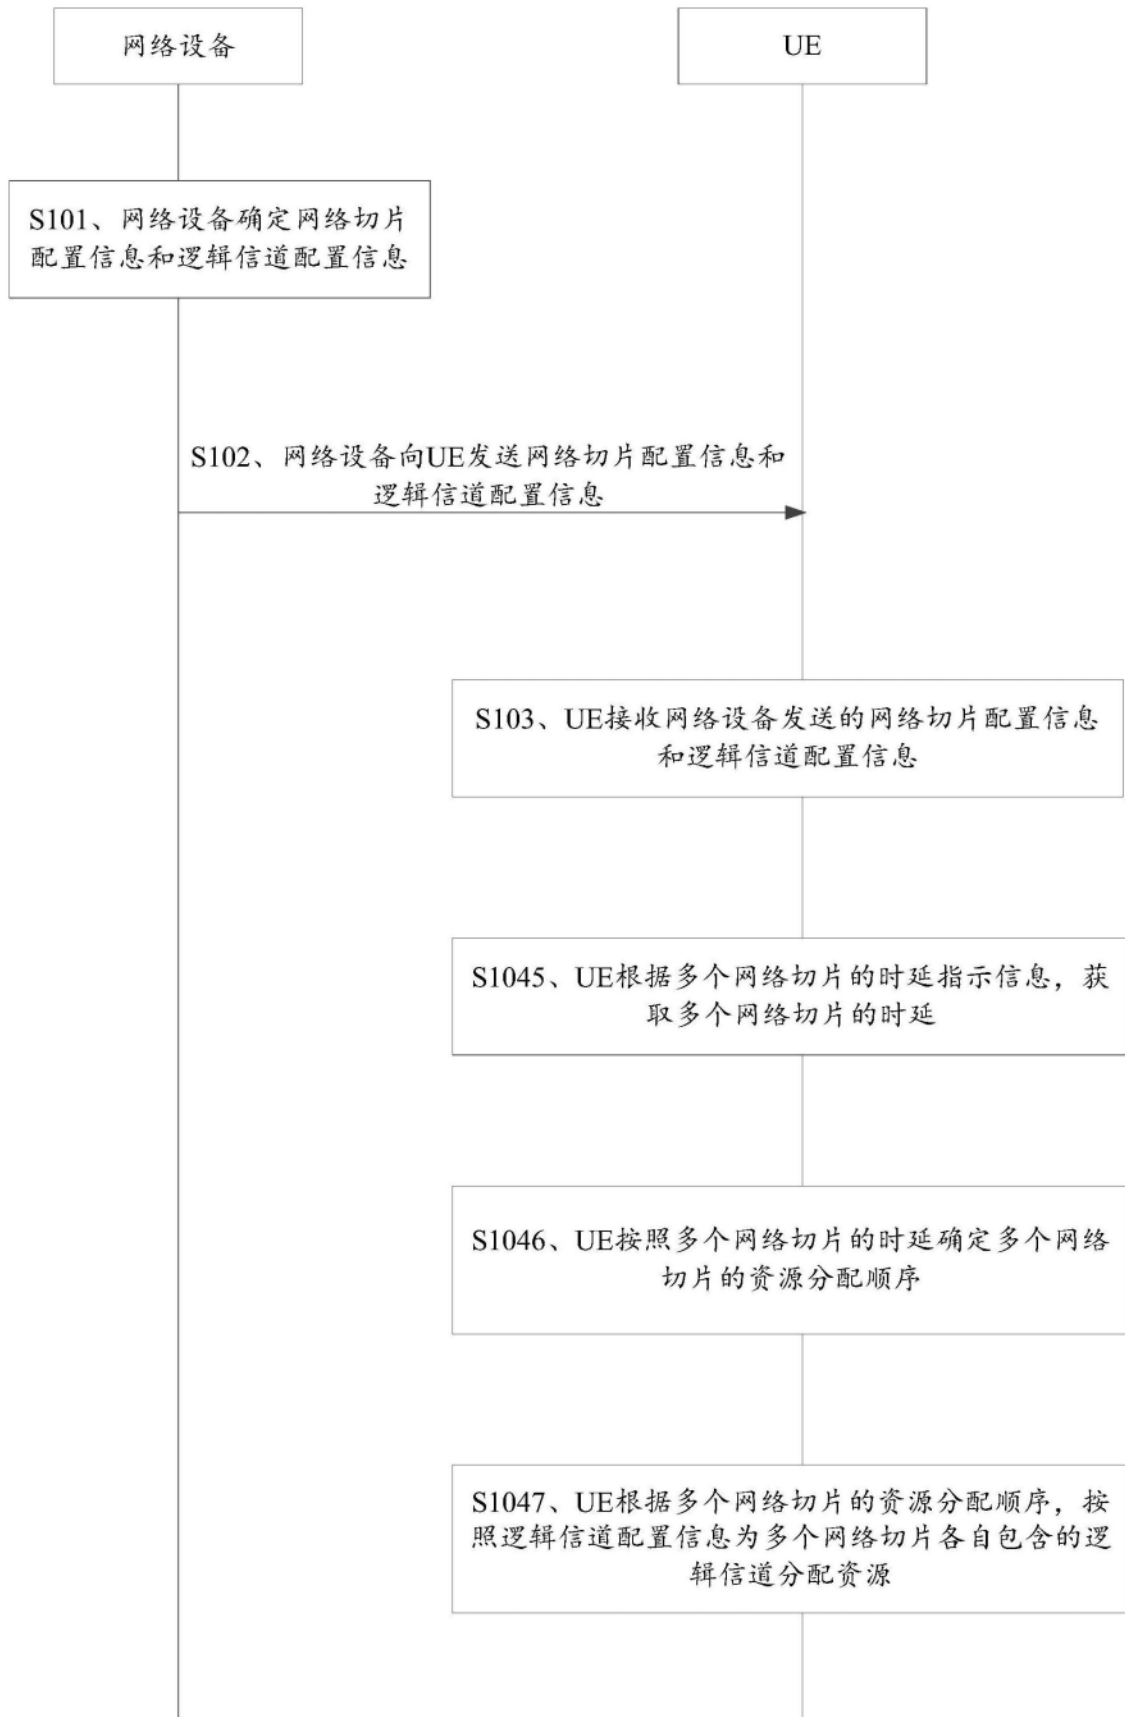 网络设备
UE
S101、网络设备确定网络切片
配置信息和逻辑信道配置信息
S102、网络设备向UE发送网络切片配置信息和
逻辑信道配置信息
S103、UE接收网络设备发送的网络切片配置信息
和逻辑信道配置信息
S1045、UE根据多个网络切片的时延指示信息，获
取多个网络切片的时延
S1046、UE按照多个网络切片的时延确定多个网络
切片的资源分配顺序
S1047、UE根据多个网络切片的资源分配顺序，按
照逻辑信道配置信息为多个网络切片各自包含的逻
辑信道分配资源